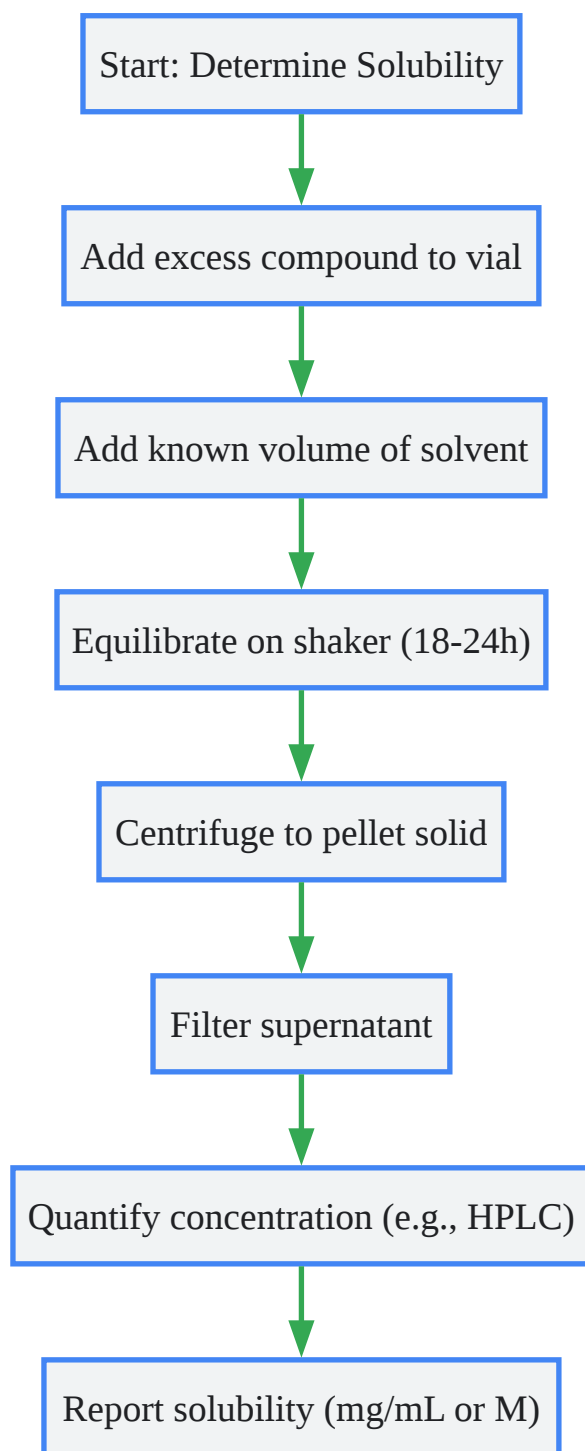 Start: Determine Solubility
Add excess compound to vial
Add known volume of solvent
Equilibrate on shaker (18-24h)
Centrifuge to pellet solid
Filter supernatant
Quantify concentration (e.g., HPLC)
Report solubility (mg/mL or M)